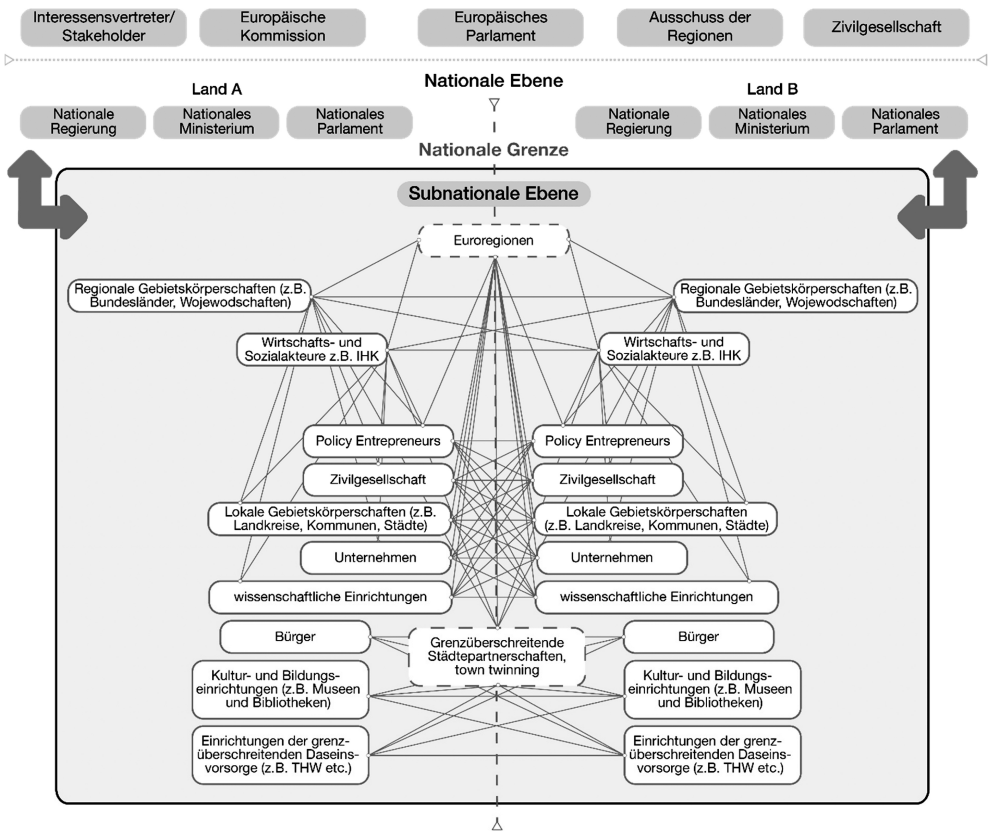 Interessensvertreter/
Stakeholder
Europäische
Kommission
Europäisches
Parlament
Ausschuss der
Regionen
Zivilgesellschaft
Nationale Ebene
Land A
Land B
Nationale
Regierung
Nationales
Ministerium
Nationales
Parlament
Nationale
Regierung
Nationales
Ministerium
Nationales
Parlament
Nationale Grenze
Subnationale Ebene
Euroregionen
Regionale Gebietskörperschaften (z.B.
Bundesländer, Wojewodschaften)
Regionale Gebietskörperschaften (z.B.
Bundesländer, Wojewodschaften)
Wirtschafts- und
Sozialakteure z.B. IHK
Wirtschafts- und
Sozialakteure z.B. IHK
Policy Entrepreneurs
Policy Entrepreneurs
Zivilgesellschaft
Zivilgesellschaft
Lokale Gebietskörperschaften (z.B.
Landkreise, Kommunen, Städte)
Lokale Gebietskörperschaften
(z.B. Landkreise, Kommunen, Städte)
Unternehmen
Unternehmen
wissenschaftliche Einrichtungen
wissenschaftliche Einrichtungen
Bürger
Grenzüberschreitende
Städtepartnerschaften,
town twinning
Bürger
Kultur- und Bildungs-
einrichtungen (z.B. Museen
und Bibliotheken)
Kultur- und Bildungs-
einrichtungen (z.B. Museen
und Bibliotheken)
Einrichtungen der grenz-
überschreitenden Daseins-
vorsorge (z.B. THW etc.)
Einrichtungen der grenz-
überschreitenden Daseins-
vorsorge (z.B. THW etc.)